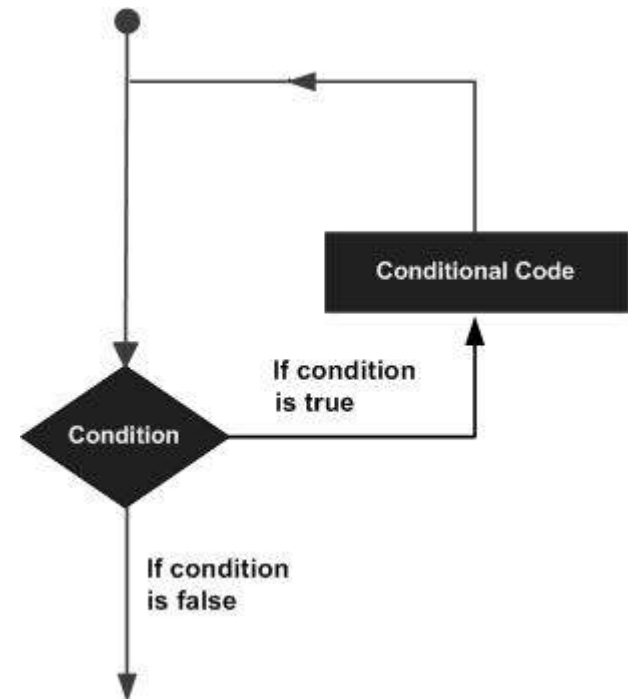 Conditional Code
If condition
is true
Condition
If condition
is false